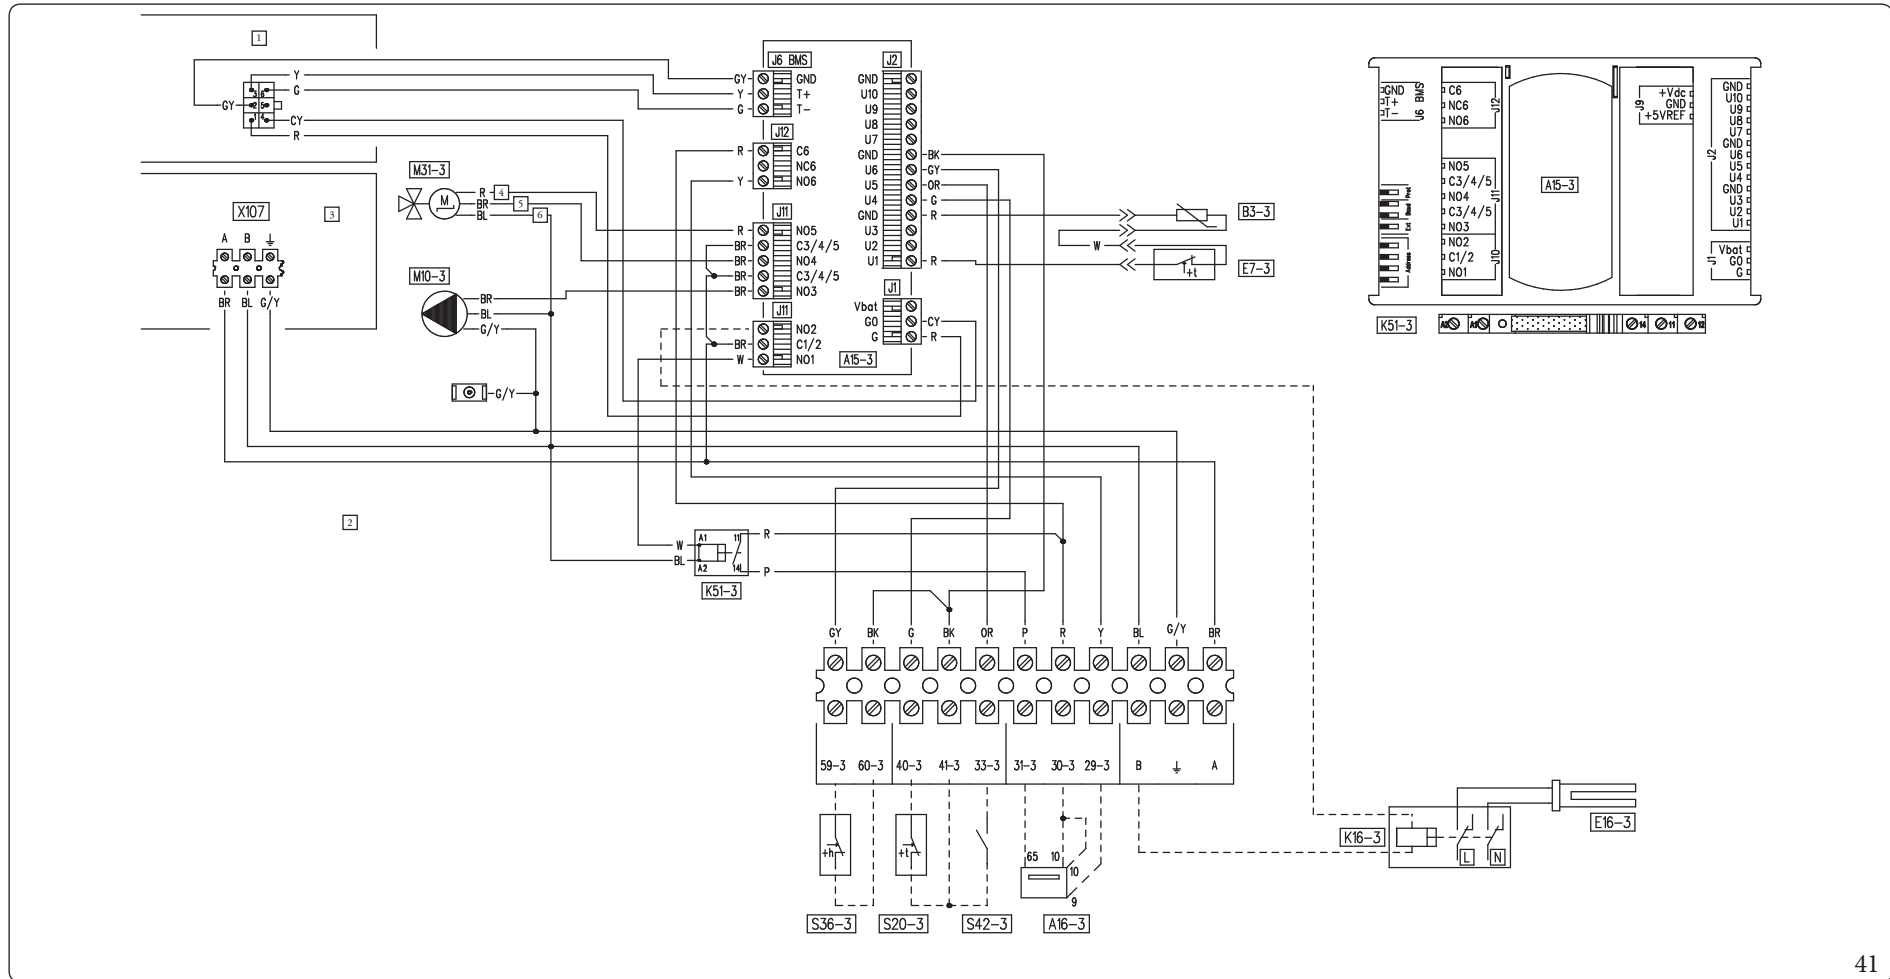 1
Y
G
GY
CY
R
3 6
2 5
1 4
3
X107
A B
BR BL G/Y
2
M31-3
M
R 4
BR 5
BL 6
M10-3
BR
BL
G/Y
G/Y
J6 BMS
GY GND
Y T+
G T-
J12
R C6
NC6
Y NO6
J11
R NO5
BR C3/4/5
BR NO4
BR C3/4/5
BR NO3
J11
NO2
BR C1/2
W NO1
J2
GND
U10
U9
U8
U7
GND BK
U6 GY
U5 OR
U4 G
GND R
U3
U2
U1 R
J1
Vbat
G0 CY
G R
A15-3
B3-3
W
+t
E7-3
GND
T+
T-
J6 BMS
C6
NC6
NO6
J12
NO5
C3/4/5
NO4
C3/4/5
NO3
J11
NO2
C1/2
NO1
J10
Prot
Baud
Ext
Address
A15-3
J9
+Vdc
GND
+5VREF
J2
GND
U10
U9
U8
U7
GND
U6
U5
U4
GND
U3
U2
U1
J1
Vbat
G0
G
K51-3
14 11 12
W
BL
A1
A2
11
14
R
P
K51-3
GY BK G BK OR P R Y BL G/Y BR
59-3 60-3 40-3 41-3 33-3 31-3 30-3 29-3 B A
+h
+t
65 10
10
9
S36-3 S20-3 S42-3 A16-3
K16-3
L N
E16-3
41